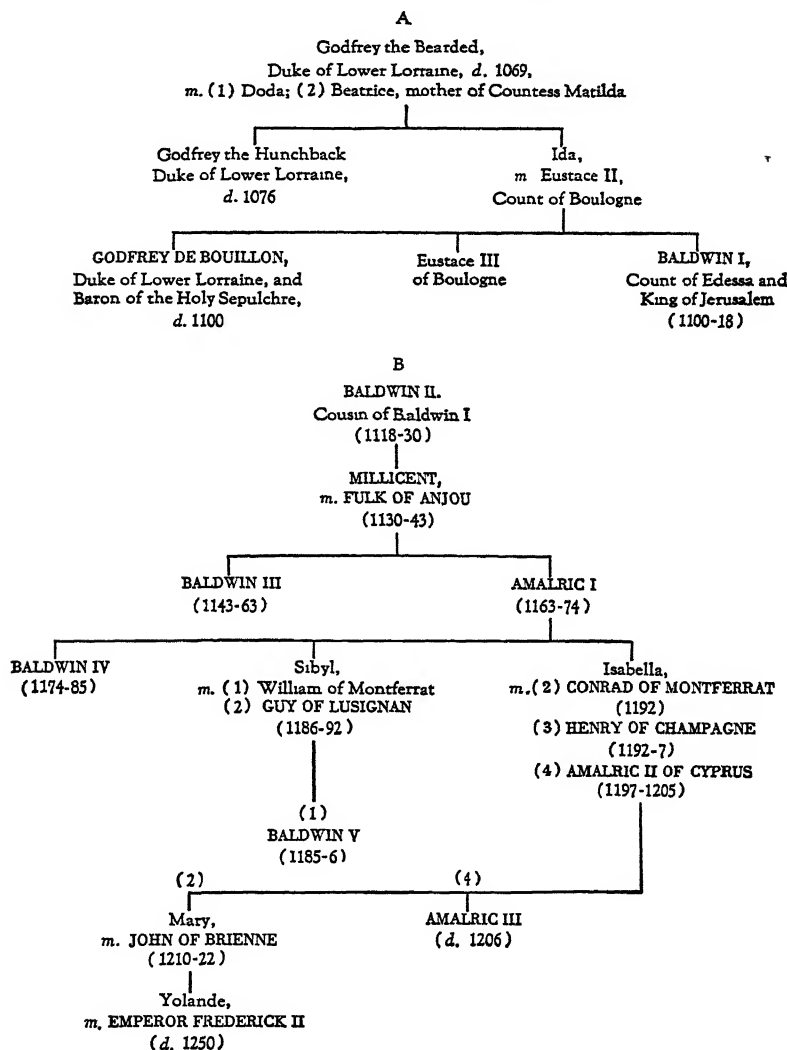 A
Godfrey the Bearded,
Duke of Lower Lorraine, d. 1069,
m. (1) Doda; (2) Beatrice, mother of Countess Matilda
Godfrey the Hunchback
Duke of Lower Lorraine,
d. 1076
Ida,
m Eustace II,
Count of Boulogne
GODFREY DE BOUILLON,
Duke of Lower Lorraine, and
Baron of the Holy Sepulchre,
d. 1100
Eustace III
of Boulogne
BALDWIN I,
Count of Edessa and
King of Jerusalem
(1100-18)
B
BALDWIN II.
Cousin of Baldwin I
(1118-30)
MILLICENT,
m. FULK OF ANJOU
(1130-43)
BALDWIN III
(1143-63)
AMALRIC I
(1163-74)
BALDWIN IV
(1174-85)
Sibyl,
m. (1) William of Montferrat
(2) GUY OF LUSIGNAN
(1186-92)
Isabella,
m. (2) CONRAD OF MONTFERRAT
(1192)
(3) HENRY OF CHAMPAGNE
(1192-7)
(4) AMALRIC II OF CYPRUS
(1197-1205)
(1)
BALDWIN V
(1185-6)
(2)
Mary,
m. JOHN OF BRIENNE
(1210-22)
(4)
AMALRIC III
(d. 1206)
Yolande,
m. EMPEROR FREDERICK II
(d. 1250)